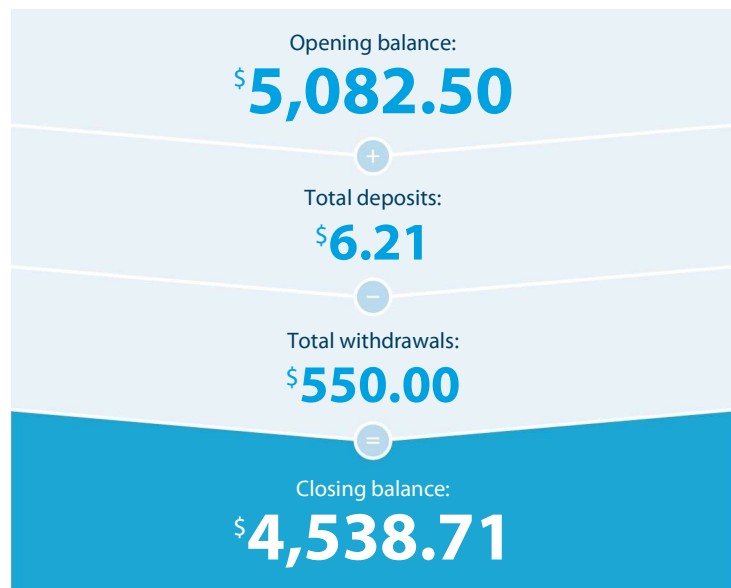 Opening balance:
$5,082.50
+
Total deposits:
$6.21
−
Total withdrawals:
$550.00
=
Closing balance:
$4,538.71